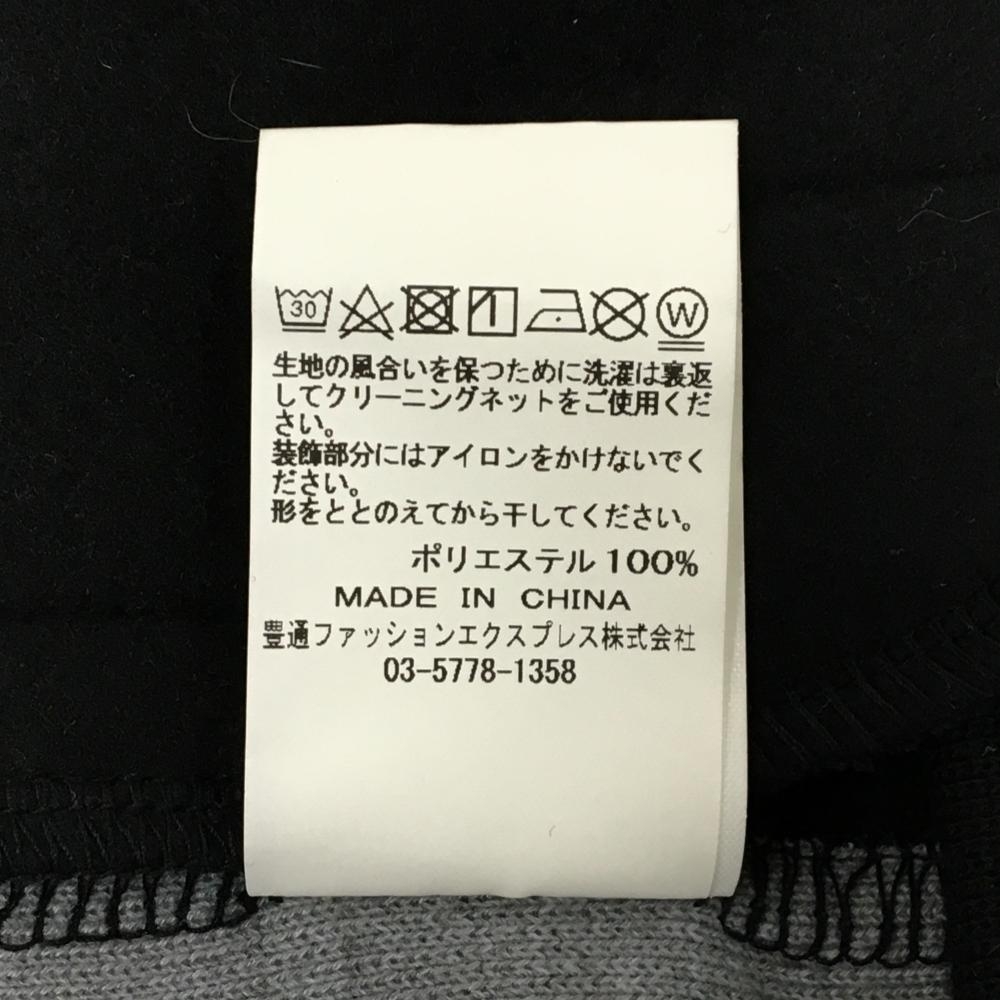 30 W
生地の風合いを保つために洗濯は裏返
してクリーニングネットをご使用くだ
さい。
装飾部分にはアイロンをかけないでく
ださい。
形をととのえてから干してください。
ポリエステル 100%
MADE IN CHINA
豊通ファッションエクスプレス株式会社
03-5778-1358